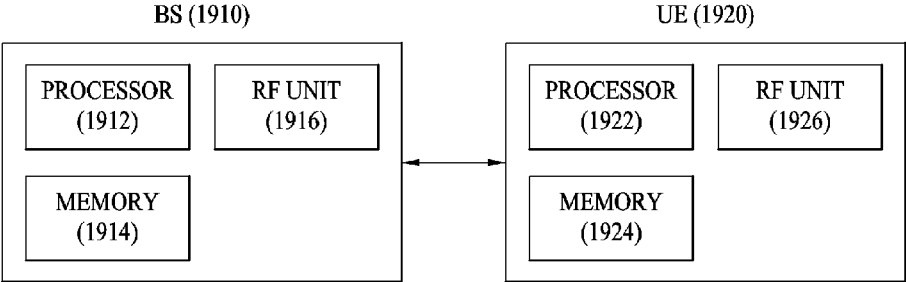 BS (1910)
UE (1920)
PROCESSOR
(1912)
RF UNIT
(1916)
MEMORY
(1914)
PROCESSOR
(1922)
RF UNIT
(1926)
MEMORY
(1924)